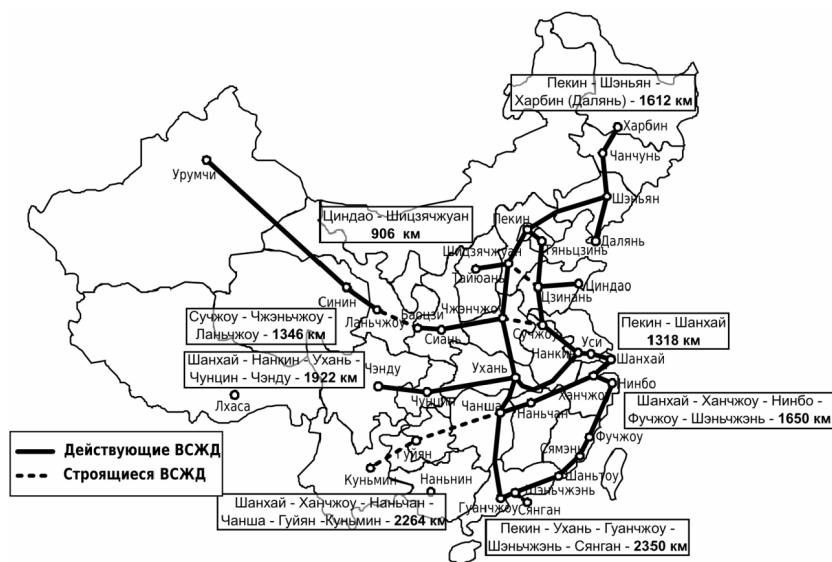 Пекин - Шэньян -
Харбин (Далянь) - 1612 км
Харбин
Чанчунь
Урумчи
Шэньян
Циндао - Шицзячжуан
906 км
Пекин
Далянь
Тяньцзинь
Шидзячжуан
Тайюань
Циндао
Цзинань
Синин
Сучжоу - Чжэньчжоу -
Ланьчжоу - 1346 км
Ланьчжоу
Баоцзи
Чжэнчжоу
Сиань
Сучжоу
Уси
Пекин - Шанхай
1318 км
Нанкин
Шанхай
Шанхай - Нанкин - Ухань -
Чунцин - Чэнду - 1922 км
Чэнду
Ухань
Нинбо
Лхаса
Чунцин
Чанша
Ханчжоу
Наньчан
Шанхай - Ханчжоу - Нинбо -
Фучжоу - Шэньчжэнь - 1650 км
Действующие ВСЖД
Строящиеся ВСЖД
Гуйян
Фучжоу
Сямэнь
Куньмин
Наньнин
Шаньтоу
Шэньчжэнь
Гуанчжоу
Сянган
Шанхай - Ханчжоу - Наньчан -
Чанша - Гуйян -Куньмин - 2264 км
Пекин - Ухань - Гуанчжоу -
Шэньчжэнь - Сянган - 2350 км